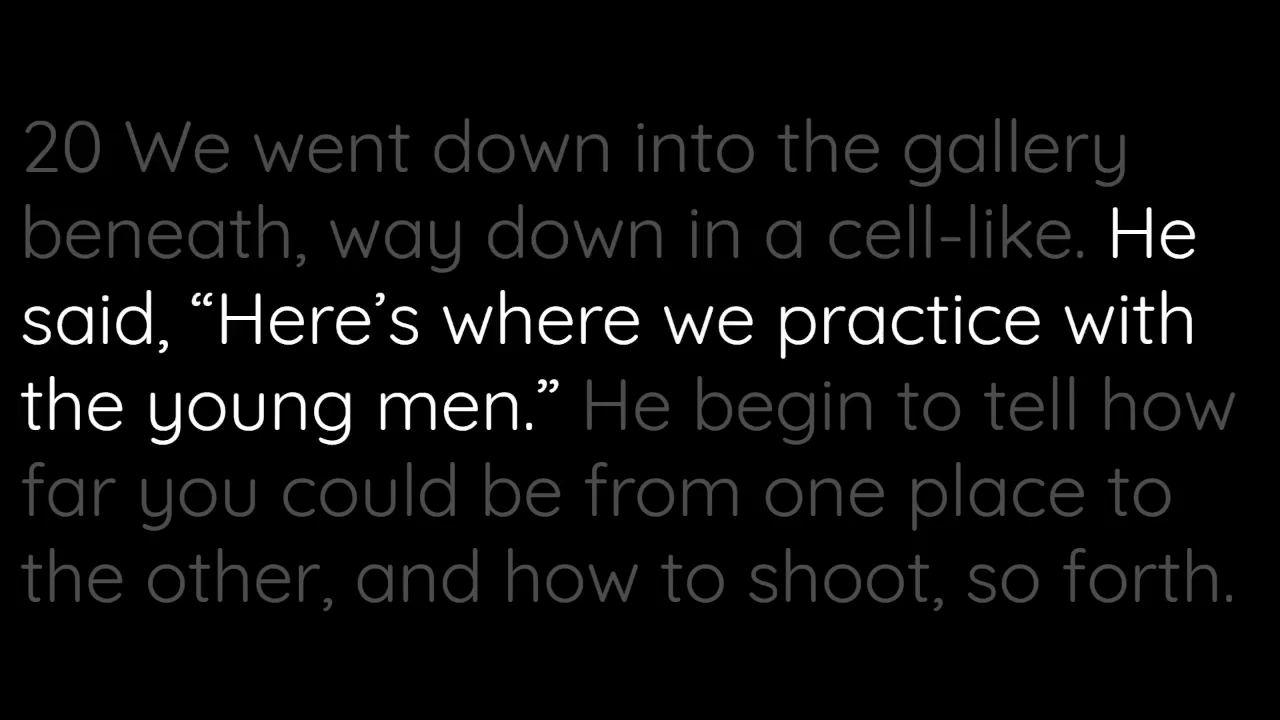 20 We went down into the gallery
beneath, way down in a cell-like. He
said, “Here’s where we practice with
the young men.” He begin to tell how
far you could be from one place to
the other, and how to shoot, so forth.